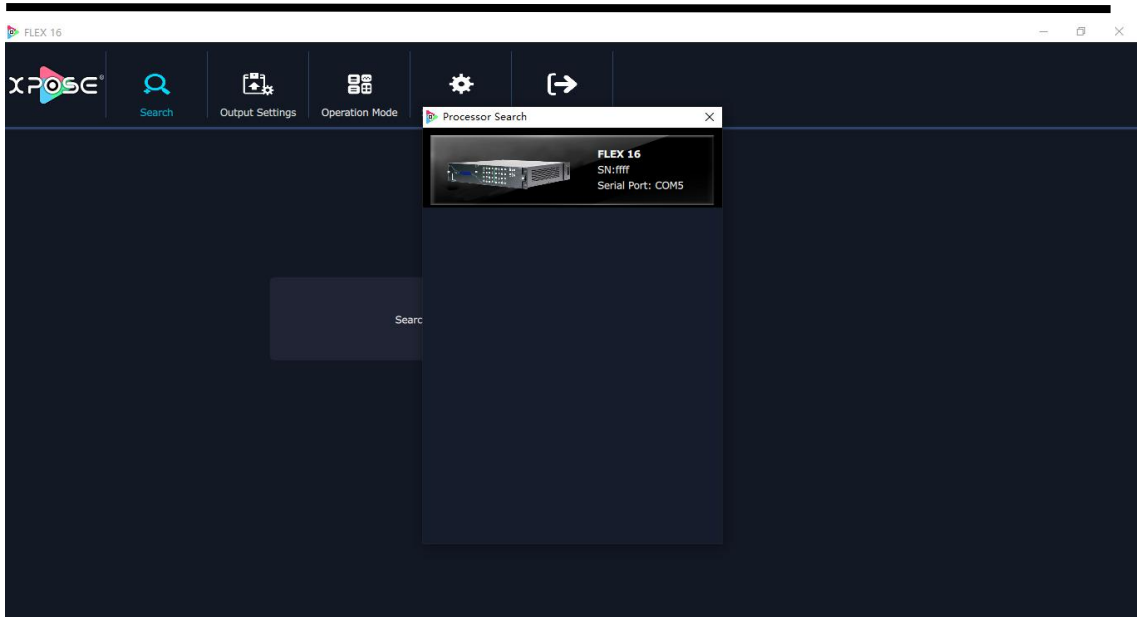 FLEX 16
XPOSE®
Search
Output Settings
Operation Mode
Processor Search
FLEX 16
SN:ffff
Serial Port: COM5
Searc